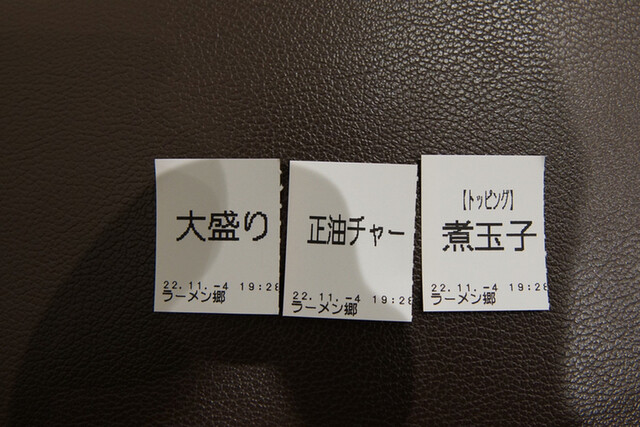 大盛り
22.11.-4 19:28
ラーメン郷
正油チャー
22.11.-4 19:28
ラーメン郷
【トッピング】
煮玉子
22.11.-4 19:28
ラーメン郷